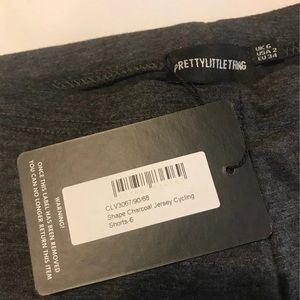 PRETTYLITTLETHING
UK 6
USA 2
EU 34
CLV3067/90/68
Shape Charcoal Jersey Cycling
Shorts-6
WARNING!
ONCE THIS LABEL HAS BEEN REMOVED
YOU CAN NO LONGER RETURN THIS ITEM